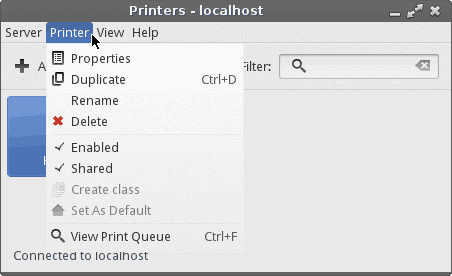 Printers - localhost
Server Printer View Help
Filter:
Properties
Duplicate Ctrl+D
Rename
Delete
Enabled
Shared
Create class
Set As Default
View Print Queue Ctrl+F
Connected to localhost